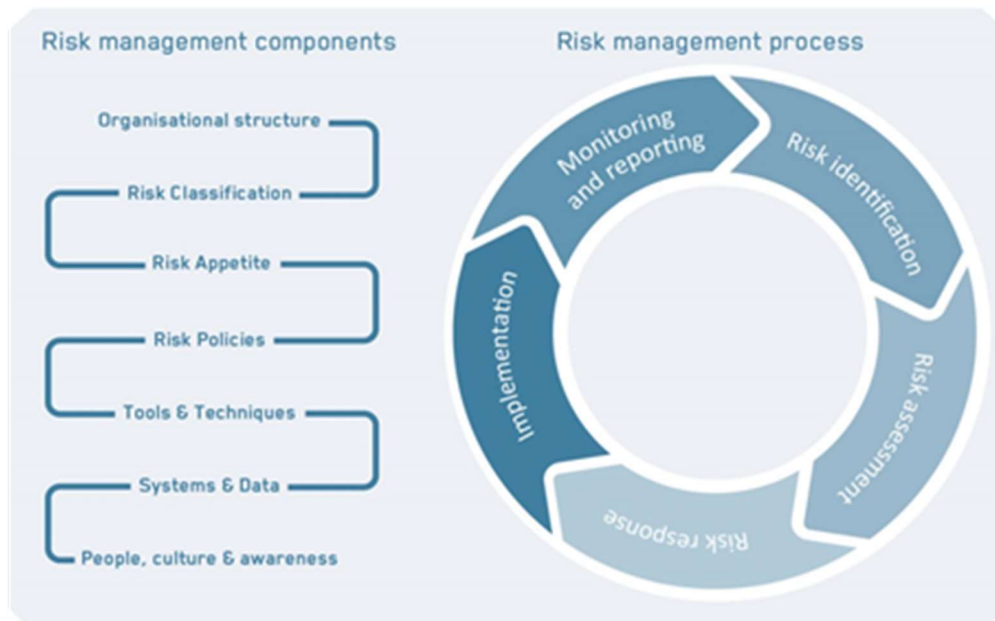 Risk management components
Organisational structure
Risk Classification
Risk Appetite
Risk Policies
Tools & Techniques
Systems & Data
People, culture & awareness
Risk management process
Monitoring
and reporting
Risk identification
Risk assessment
Risk response
Implementation